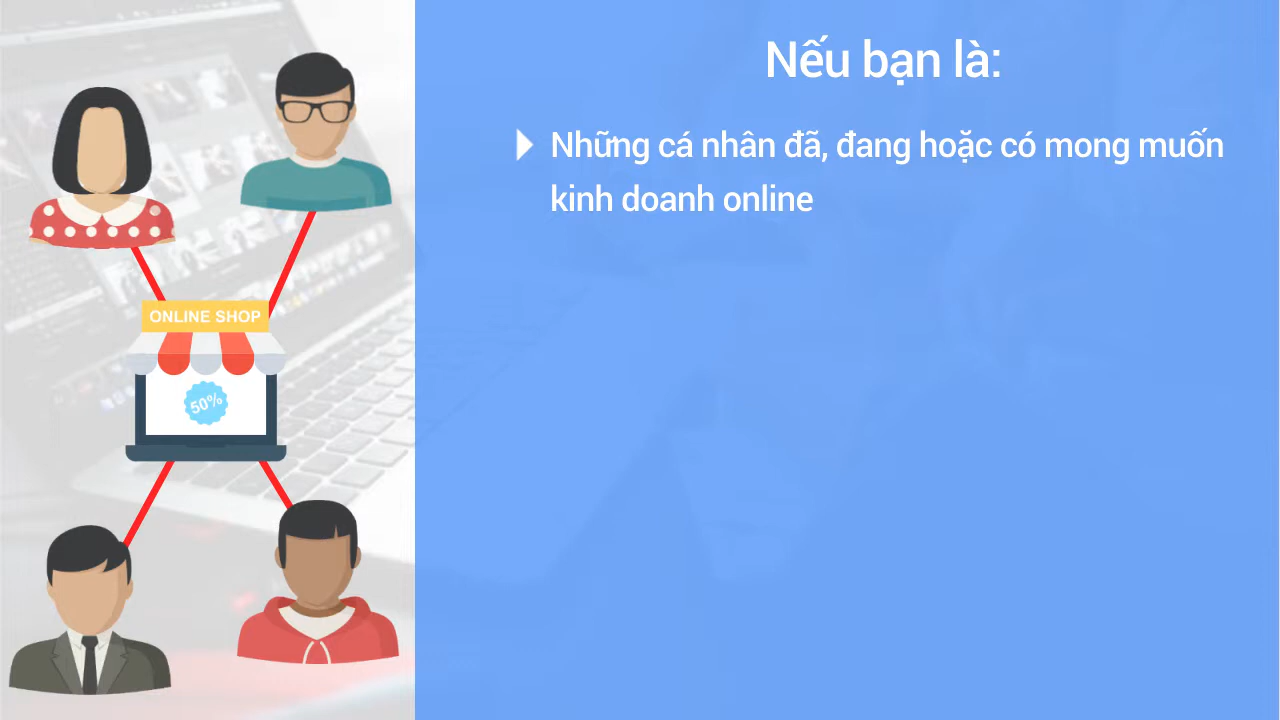 Nếu bạn là:
Những cá nhân đã, đang hoặc có mong muốn
kinh doanh online
ONLINE SHOP
50%